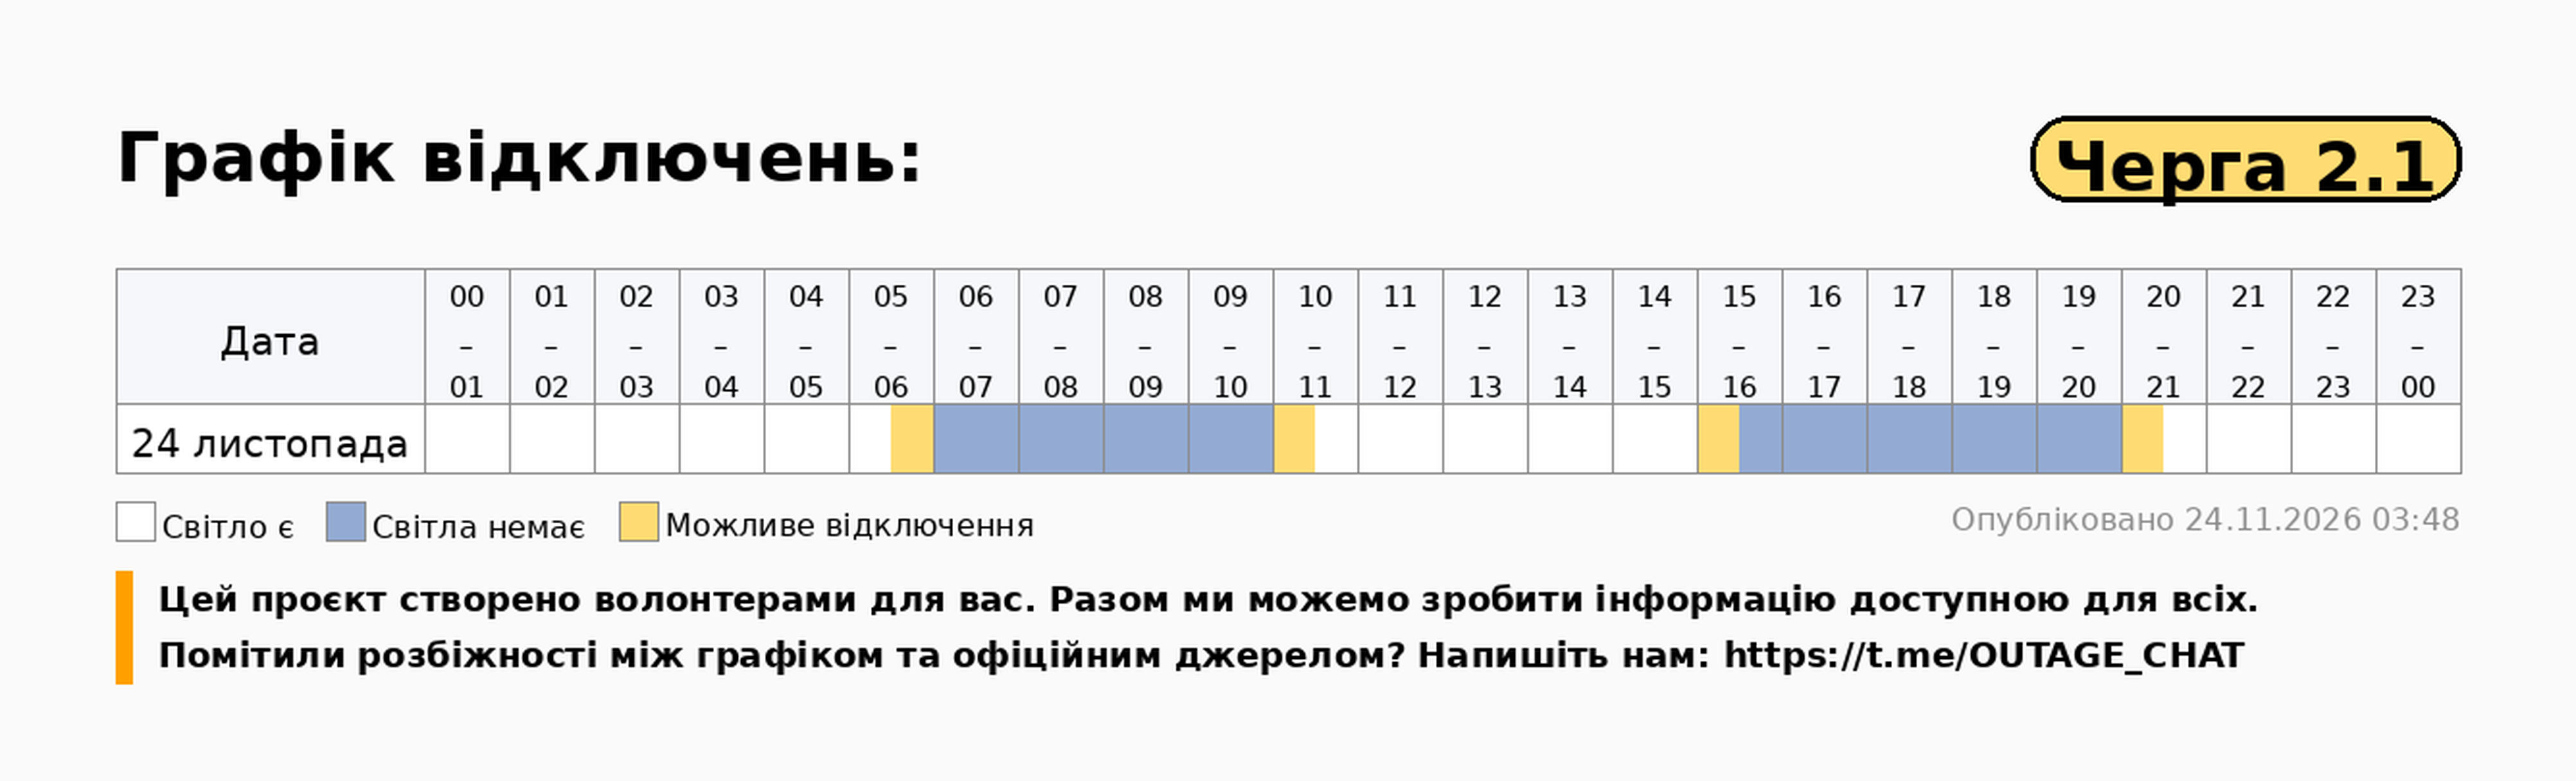 Графік відключень:
Черга 2.1
Дата
00 – 01
01 – 02
02 – 03
03 – 04
04 – 05
05 – 06
06 – 07
07 – 08
08 – 09
09 – 10
10 – 11
11 – 12
12 – 13
13 – 14
14 – 15
15 – 16
16 – 17
17 – 18
18 – 19
19 – 20
20 – 21
21 – 22
22 – 23
23 – 00
24 листопада
Світло є
Світла немає
Можливе відключення
Опубліковано 24.11.2026 03:48
Цей проєкт створено волонтерами для вас. Разом ми можемо зробити інформацію доступною для всіх.
Помітили розбіжності між графіком та офіційним джерелом? Напишіть нам: https://t.me/OUTAGE_CHAT